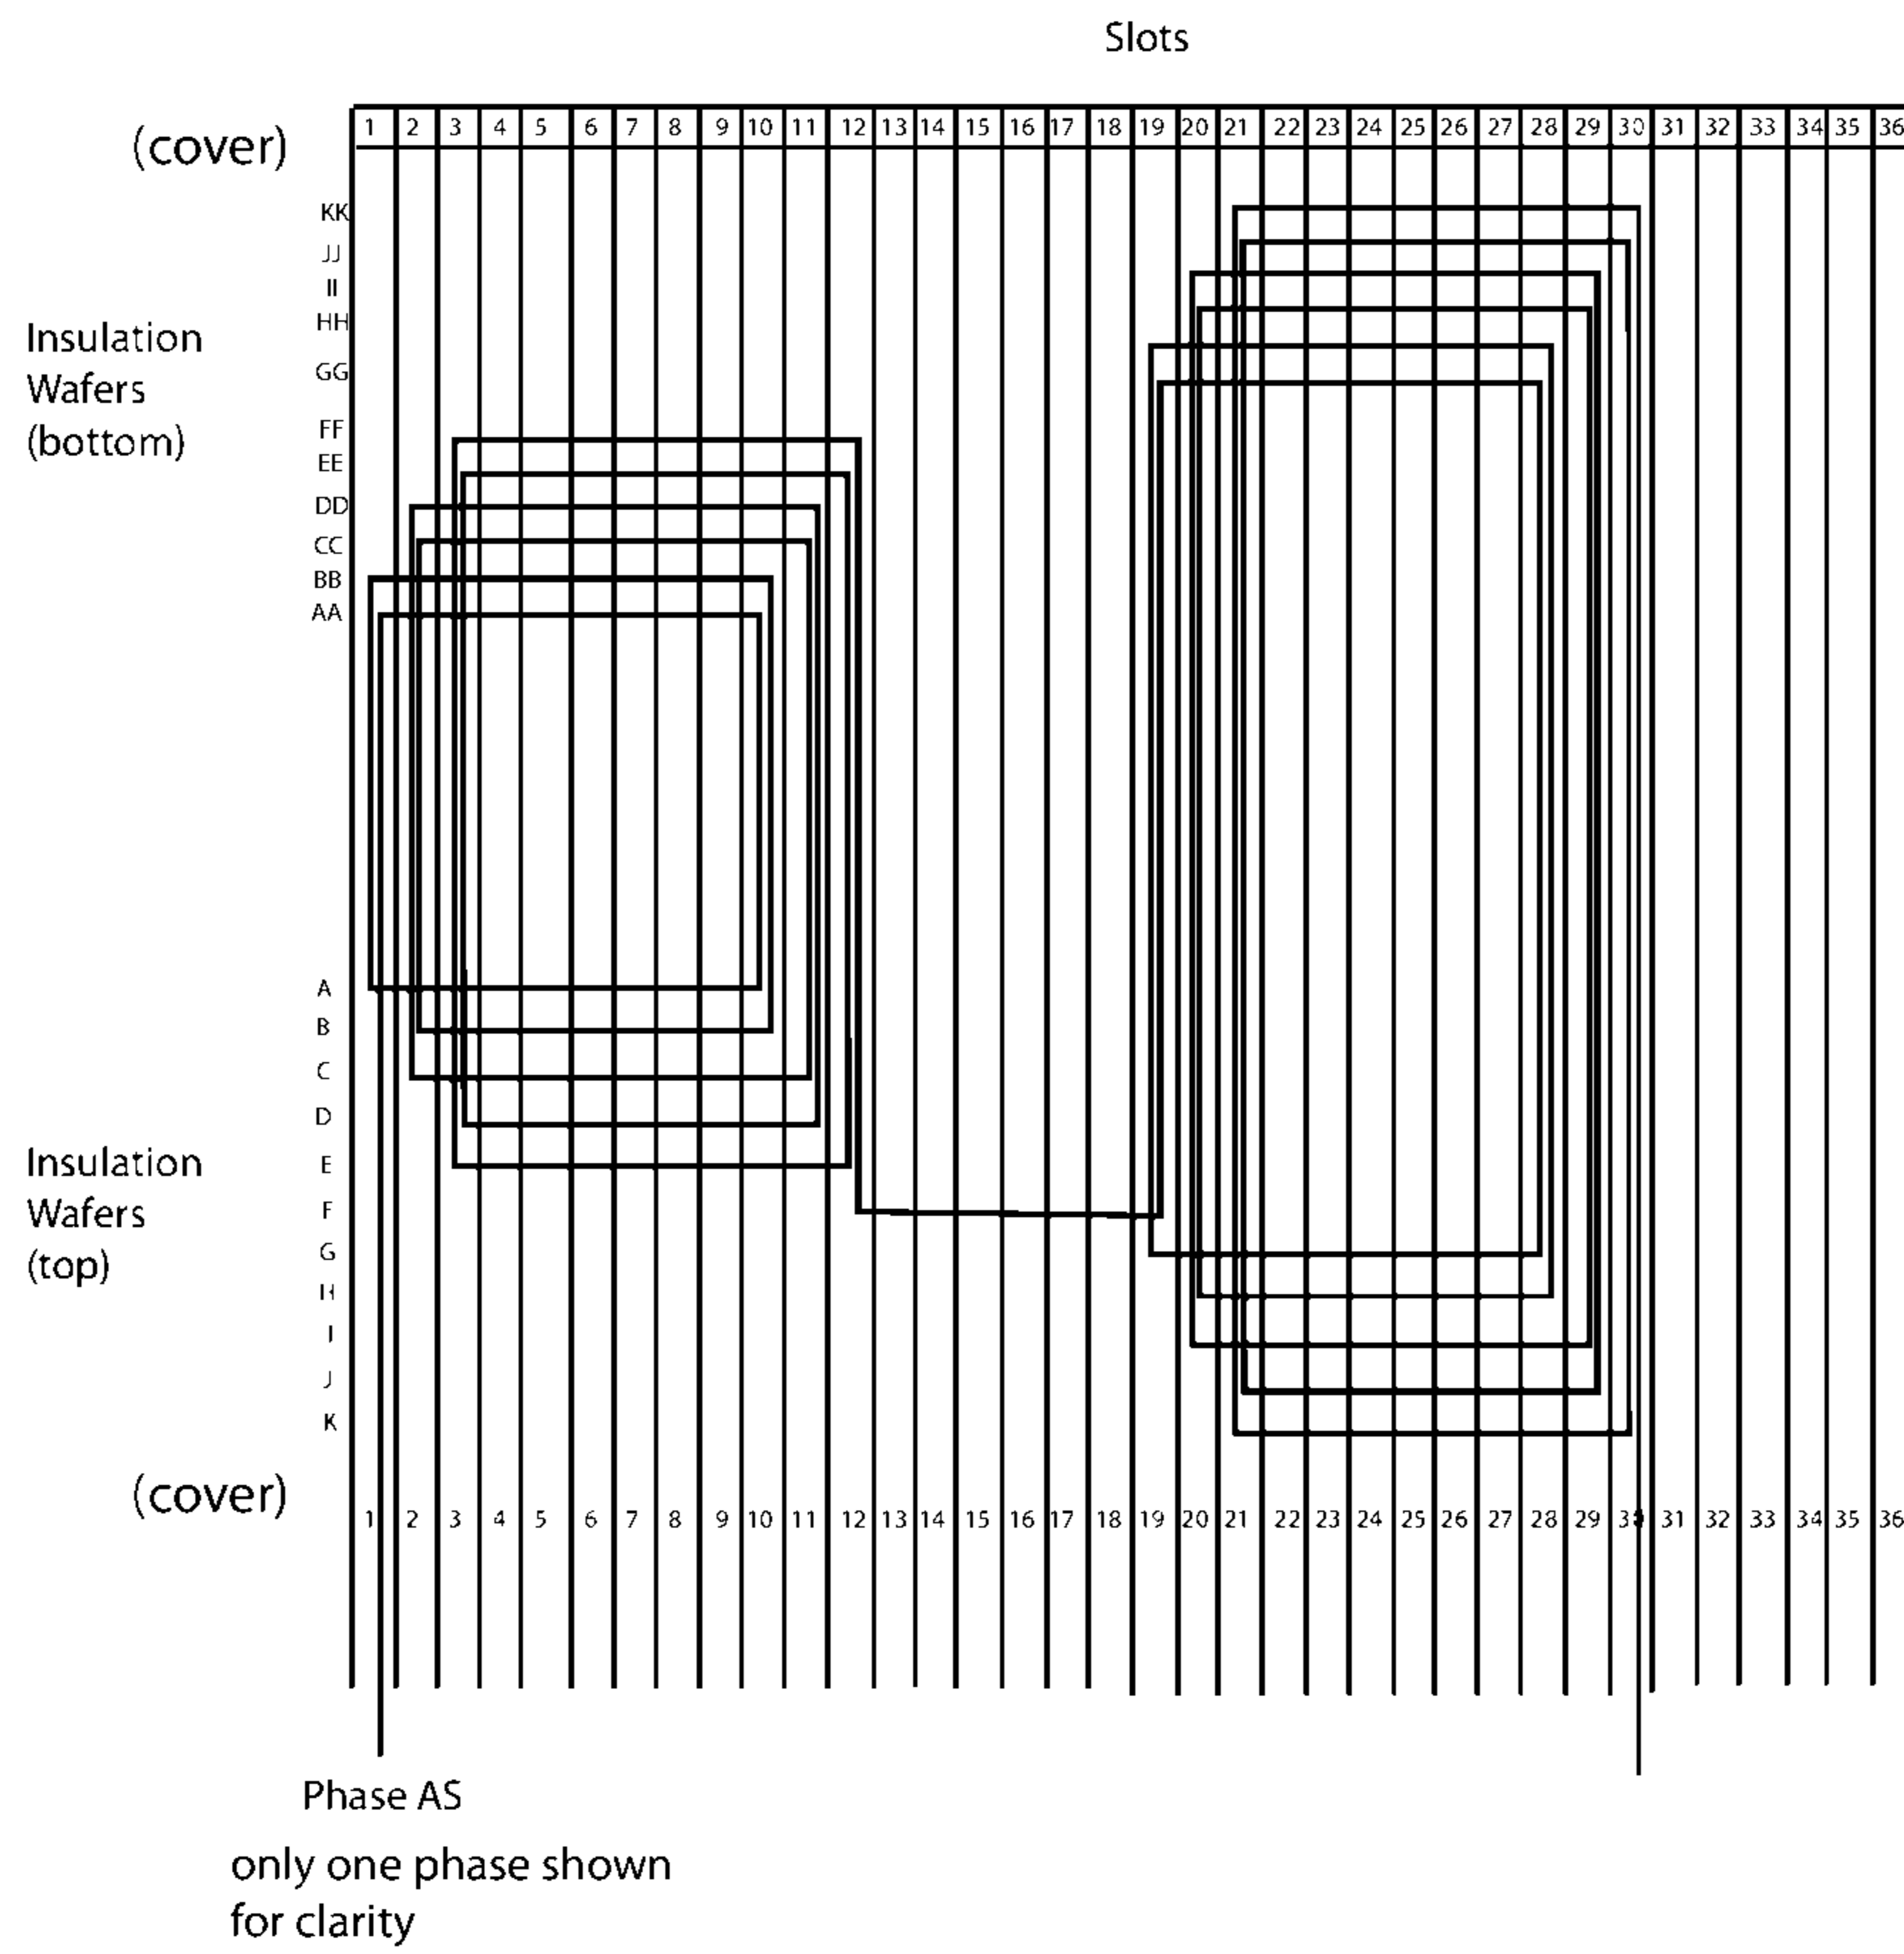 Slots
(cover)
1 2 3 4 5 6 7 8 9 10 11 12 13 14 15 16 17 18 19 20 21 22 23 24 25 26 27 28 29 30 31 32 33 34 35 36
KK
JJ
II
HH
GG
FF
EE
DD
CC
BB
AA
Insulation
Wafers
(bottom)
A
B
C
D
E
F
G
H
I
J
K
Insulation
Wafers
(top)
(cover)
1 2 3 4 5 6 7 8 9 10 11 12 13 14 15 16 17 18 19 20 21 22 23 24 25 26 27 28 29 30 31 32 33 34 35 36
Phase AS
only one phase shown
for clarity